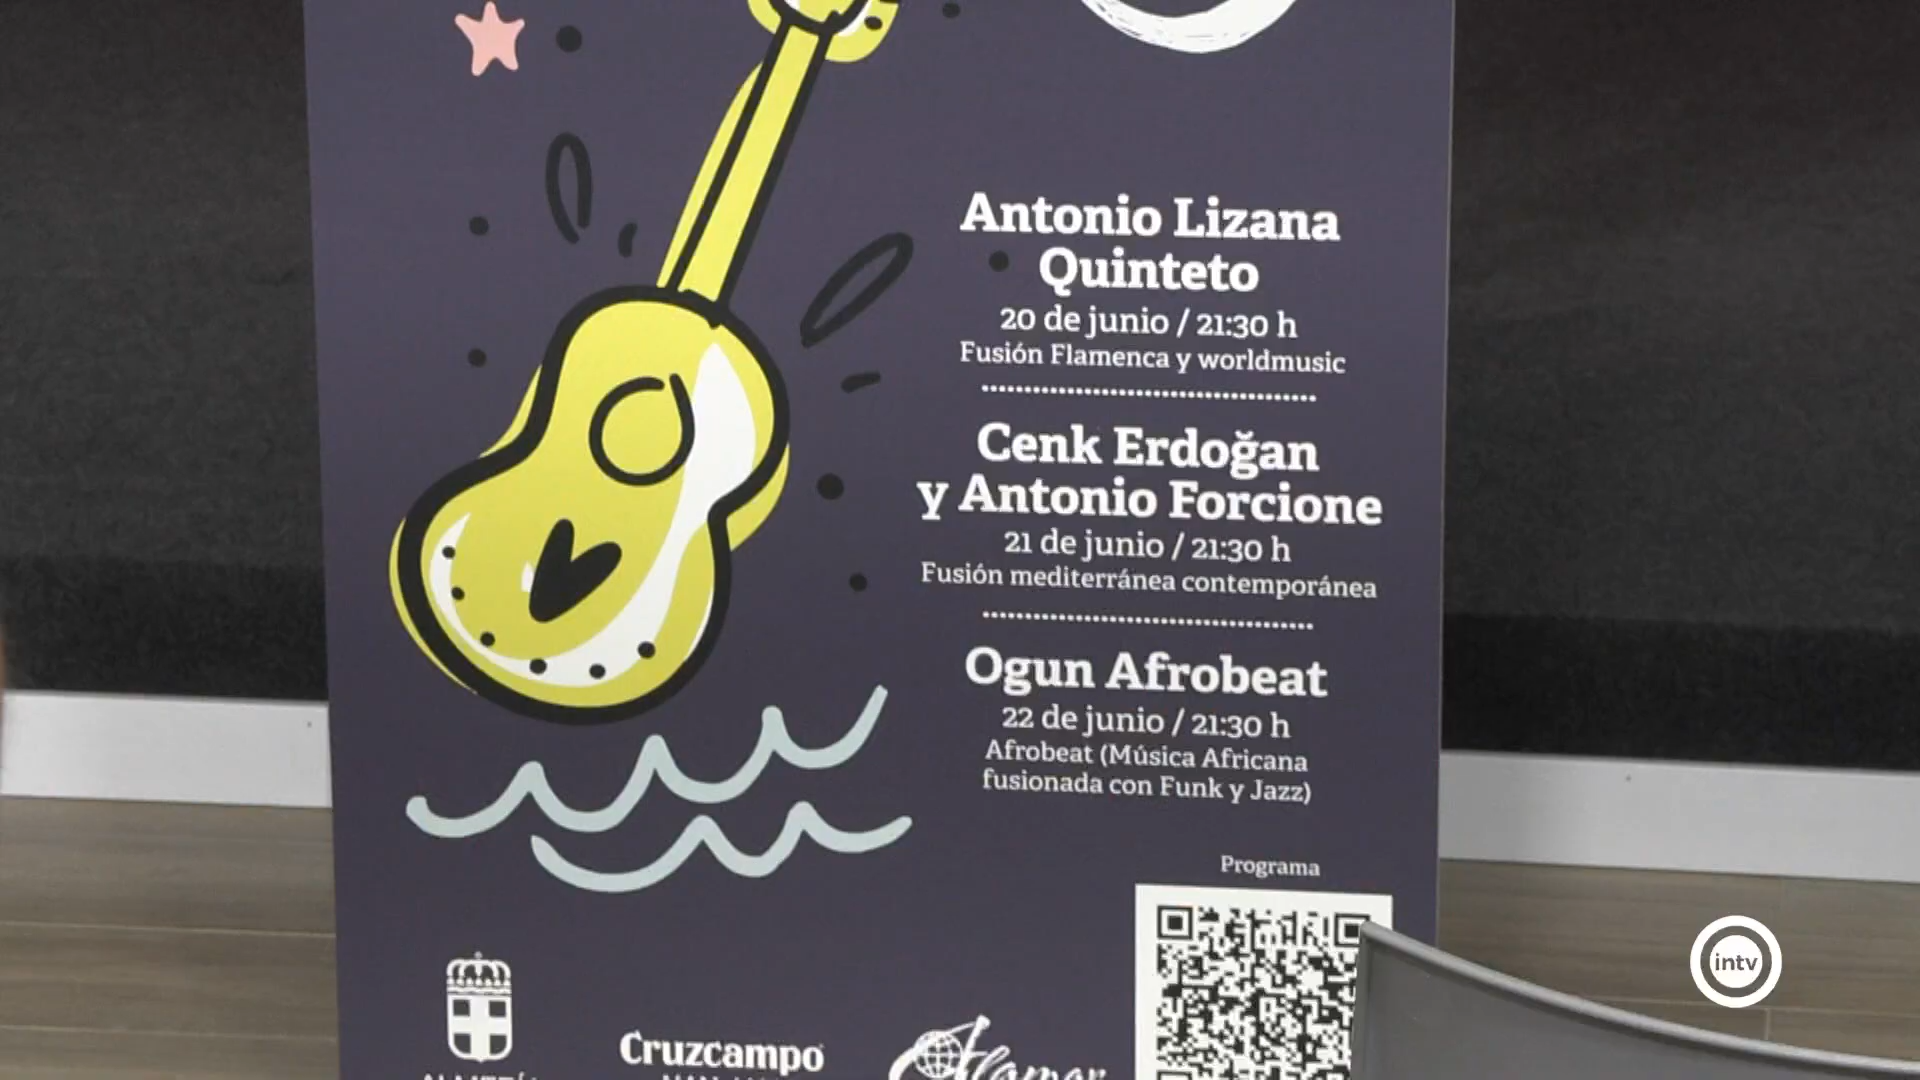 Antonio Lizana
Quinteto
20 de junio / 21:30 h
Fusión Flamenca y worldmusic
Cenk Erdoğan
y Antonio Forcione
21 de junio / 21:30 h
Fusión mediterránea contemporánea
Ogun Afrobeat
22 de junio / 21:30 h
Afrobeat (Música Africana
fusionada con Funk y Jazz)
Programa
Cruzcampo
intv